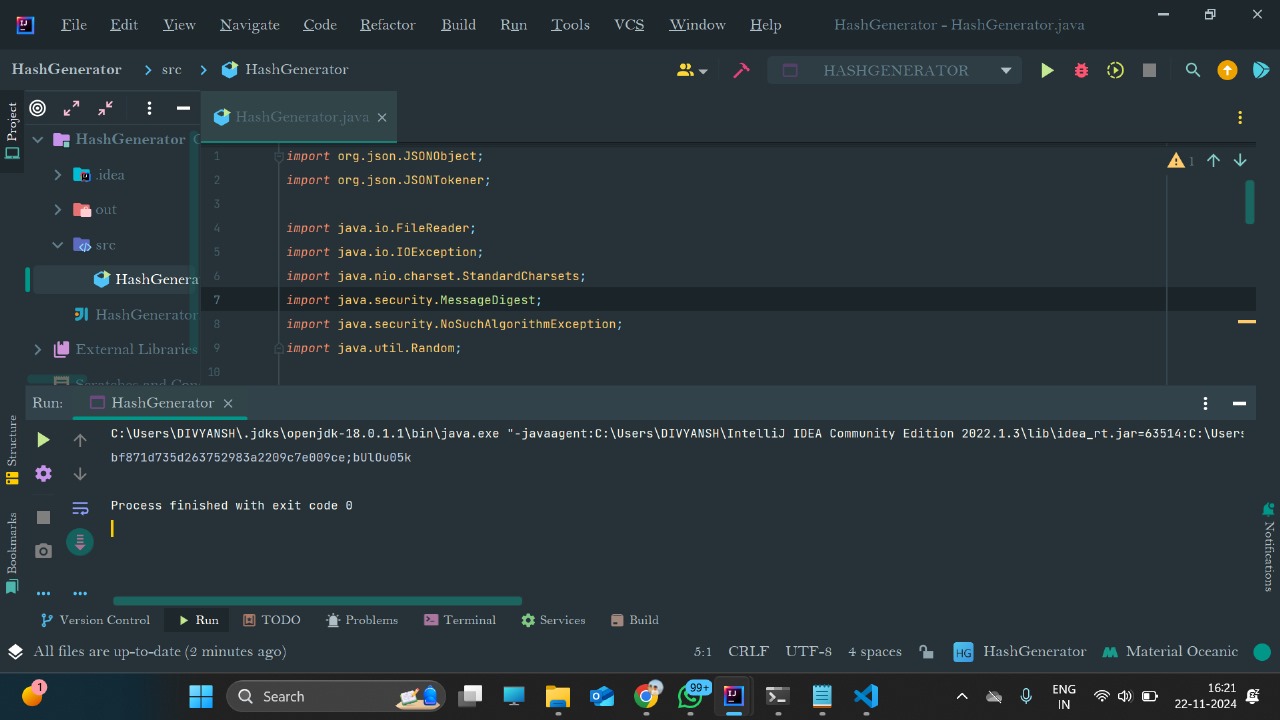 File Edit View Navigate Code Refactor Build Run Tools VCS Window Help HashGenerator - HashGenerator.java
HashGenerator src HashGenerator HASHGENERATOR
Project
HashGenerator
HashGenerator.java
.idea
out
src
HashGenera
HashGenerator
External Libraries
Scratches and Con
1 import org.json.JSONObject;
2 import org.json.JSONTokener;
3
4 import java.io.FileReader;
5 import java.io.IOException;
6 import java.nio.charset.StandardCharsets;
7 import java.security.MessageDigest;
8 import java.security.NoSuchAlgorithmException;
9 import java.util.Random;
10
1
Run: HashGenerator
C:\Users\DIVYANSH\.jdks\openjdk-18.0.1.1\bin\java.exe "-javaagent:C:\Users\DIVYANSH\IntelliJ IDEA Community Edition 2022.1.3\lib\idea_rt.jar=63514:C:\Users
bf871d735d263752983a2209c7e009ce;bUlOu05k
Process finished with exit code 0
Structure
Bookmarks
Notifications
Version Control Run TODO Problems Terminal Services Build
All files are up-to-date (2 minutes ago) 5:1 CRLF UTF-8 4 spaces HG HashGenerator Material Oceanic
1 Search 99+ ENG 16:21
IN 22-11-2024